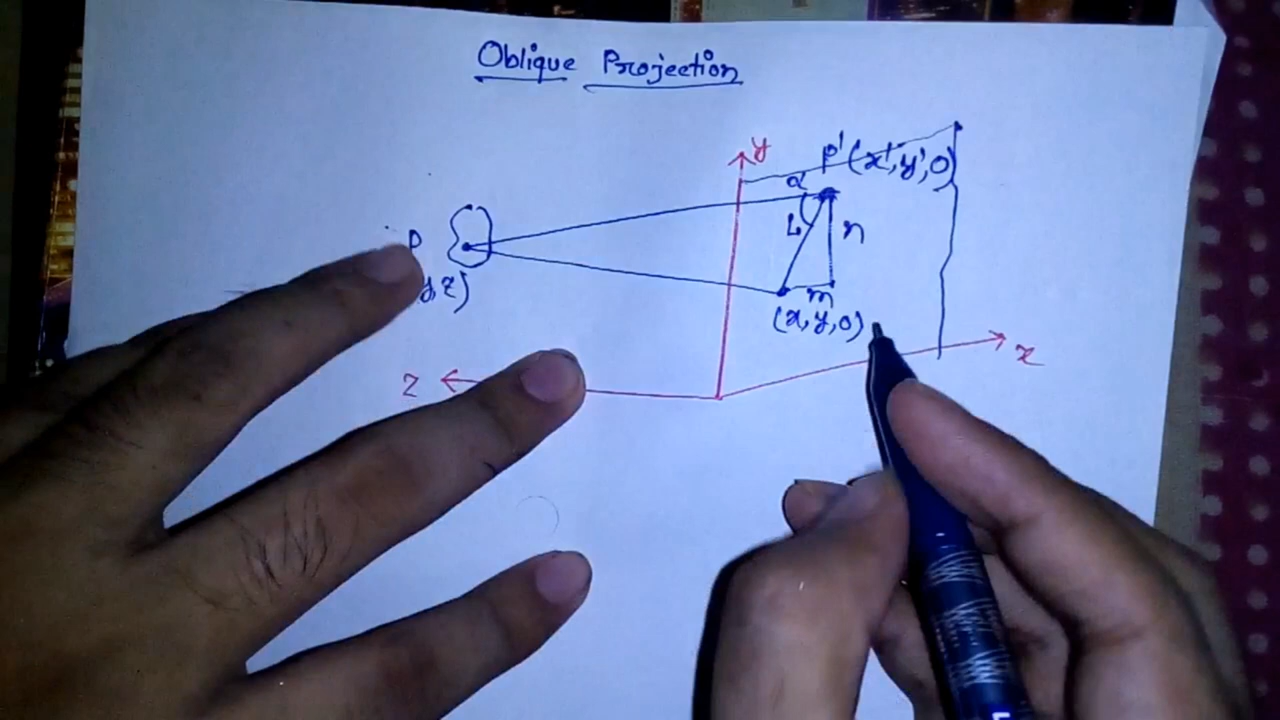 Oblique Projection
y
P'(x',y',0)
α
L
n
P
y,z)
m
(x,y,0)
x
z